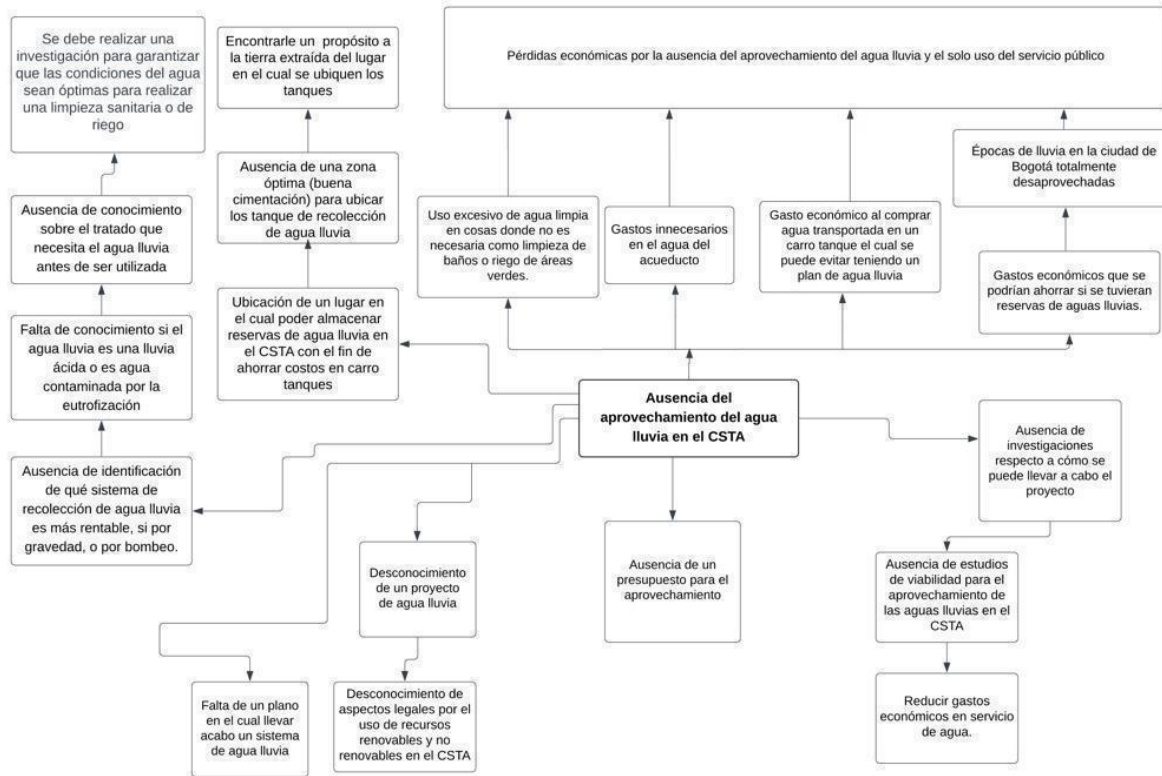 Se debe realizar una
investigación para garantizar
que las condiciones del agua
sean óptimas para realizar
una limpieza sanitaria o de
riego
Encontrarle un propósito a
la tierra extraída del lugar
en el cual se ubiquen los
tanques
Pérdidas económicas por la ausencia del aprovechamiento del agua lluvia y el solo uso del servicio público
Ausencia de conocimiento
sobre el tratado que
necesita el agua lluvia
antes de ser utilizada
Ausencia de una zona
óptima (buena
cimentación) para ubicar
los tanque de recolección
de agua lluvia
Uso excesivo de agua limpia
en cosas donde no es
necesaria como limpieza de
baños o riego de áreas
verdes.
Gastos innecesarios
en el agua del
acueducto
Gasto económico al comprar
agua transportada en un
carro tanque el cual se
puede evitar teniendo un
plan de agua lluvia
Épocas de lluvia en la ciudad de
Bogotá totalmente
desaprovechadas
Gastos económicos que se
podrían ahorrar si se tuvieran
reservas de aguas lluvias.
Falta de conocimiento si el
agua lluvia es una lluvia
ácida o es agua
contaminada por la
eutrofización
Ubicación de un lugar en
el cual poder almacenar
reservas de agua lluvia en
el CSTA con el fin de
ahorrar costos en carro
tanques
Ausencia del
aprovechamiento del agua
lluvia en el CSTA
Ausencia de
investigaciones
respecto a cómo se
puede llevar a cabo el
proyecto
Ausencia de identificación
de qué sistema de
recolección de agua lluvia
es más rentable, si por
gravedad, o por bombeo.
Desconocimiento
de un proyecto
de agua lluvia
Ausencia de un
presupuesto para el
aprovechamiento
Ausencia de estudios
de viabilidad para el
aprovechamiento de
las aguas lluvias en el
CSTA
Falta de un plano
en el cual llevar
acabo un sistema
de agua lluvia
Desconocimiento de
aspectos legales por el
uso de recursos
renovables y no
renovables en el CSTA
Reducir gastos
económicos en servicio
de agua.